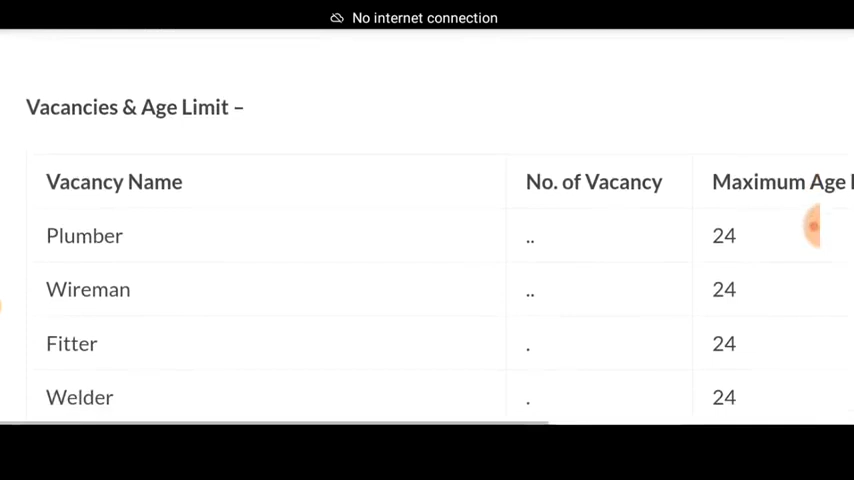 No internet connection
Vacancies & Age Limit –
Vacancy Name No. of Vacancy Maximum Age
Plumber .. 24
Wireman .. 24
Fitter . 24
Welder . 24